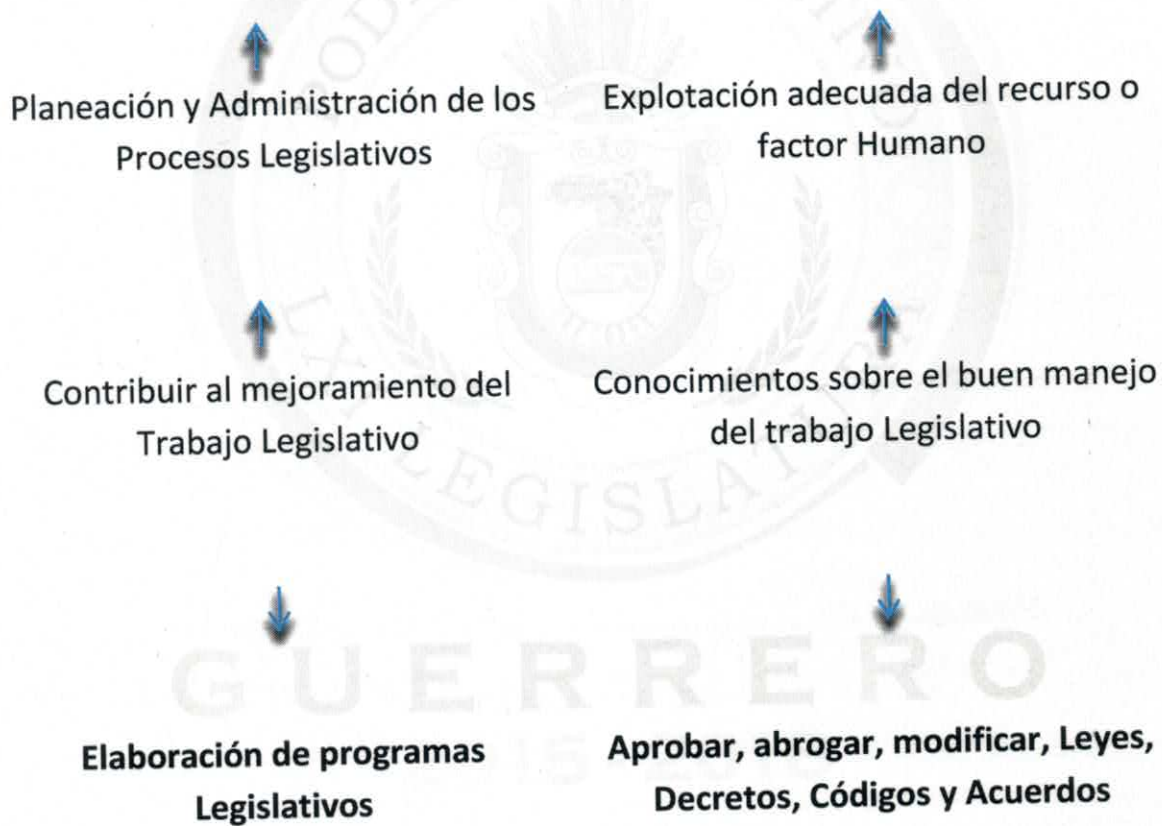 Planeación y Administración de los
Procesos Legislativos
Explotación adecuada del recurso o
factor Humano
Contribuir al mejoramiento del
Trabajo Legislativo
Conocimientos sobre el buen manejo
del trabajo Legislativo
LXI LEGISLATURA
GUERRERO
Elaboración de programas
Legislativos
Aprobar, abrogar, modificar, Leyes,
Decretos, Códigos y Acuerdos